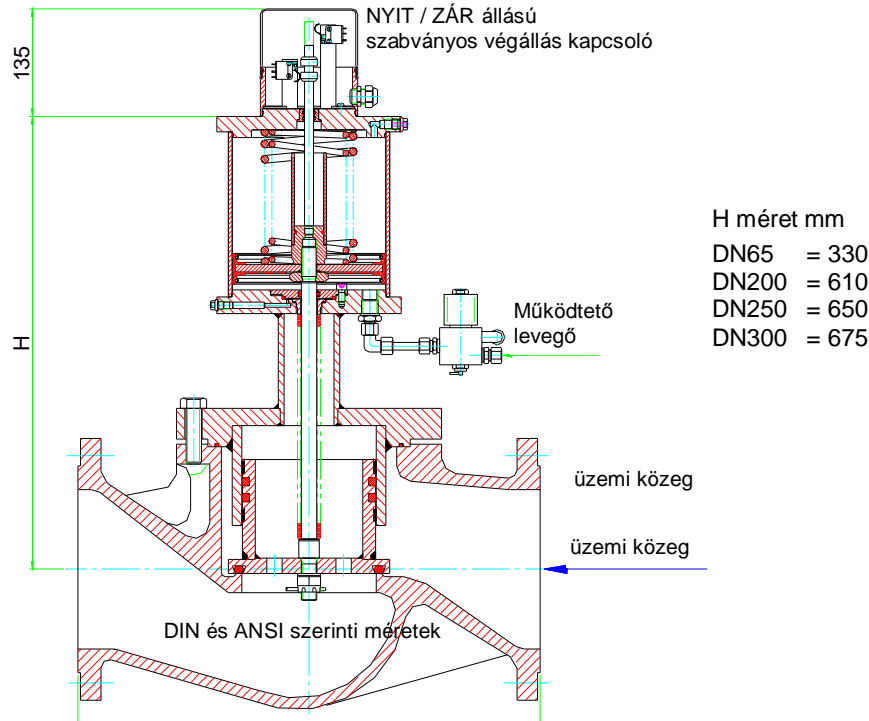 NYIT / ZÁR állású
szabványos végállás kapcsoló
135
H méret mm
DN65 = 330
DN200 = 610
DN250 = 650
DN300 = 675
Működtető
levegő
H
üzemi közeg
üzemi közeg
DIN és ANSI szerinti méretek